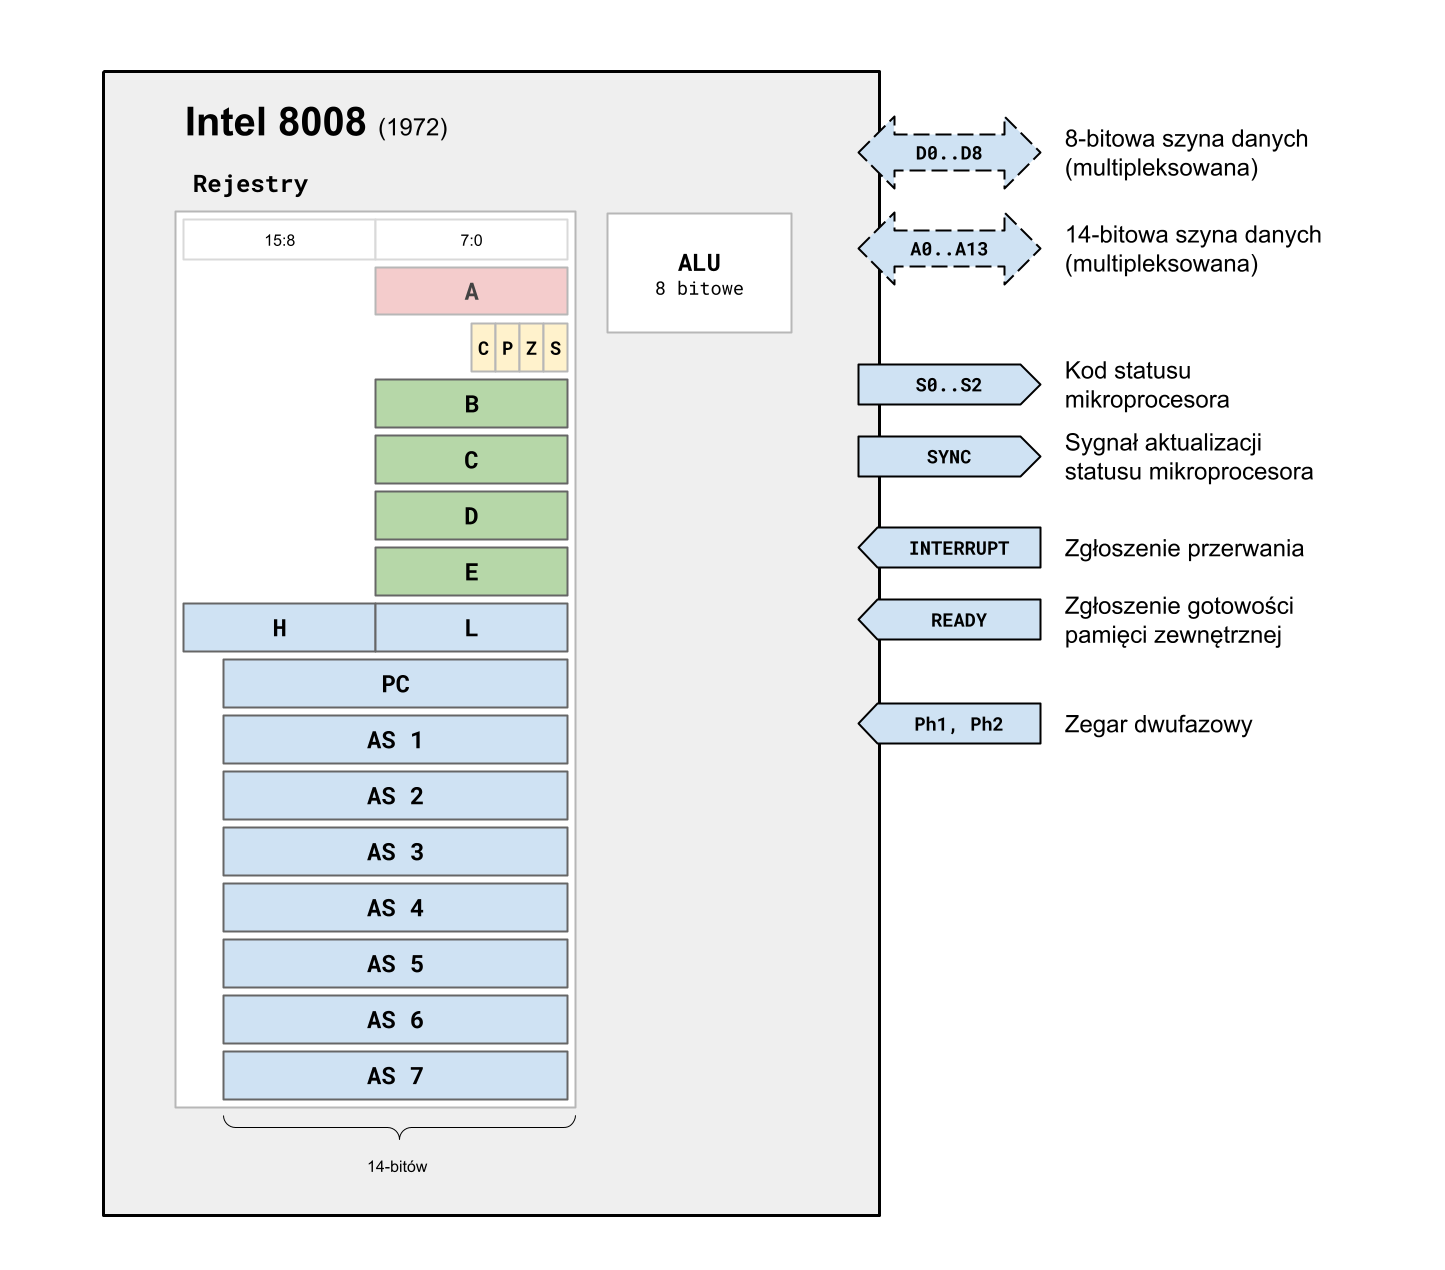 Intel 8008 (1972)
Rejestry
15:8 7:0
A
C P Z S
B
C
D
E
H L
PC
AS 1
AS 2
AS 3
AS 4
AS 5
AS 6
AS 7
14-bitów
ALU
8 bitowe
D0..D8
8-bitowa szyna danych
(multipleksowana)
A0..A13
14-bitowa szyna danych
(multipleksowana)
S0..S2
Kod statusu
mikroprocesora
SYNC
Sygnał aktualizacji
statusu mikroprocesora
INTERRUPT
Zgłoszenie przerwania
READY
Zgłoszenie gotowości
pamięci zewnętrznej
Ph1, Ph2
Zegar dwufazowy